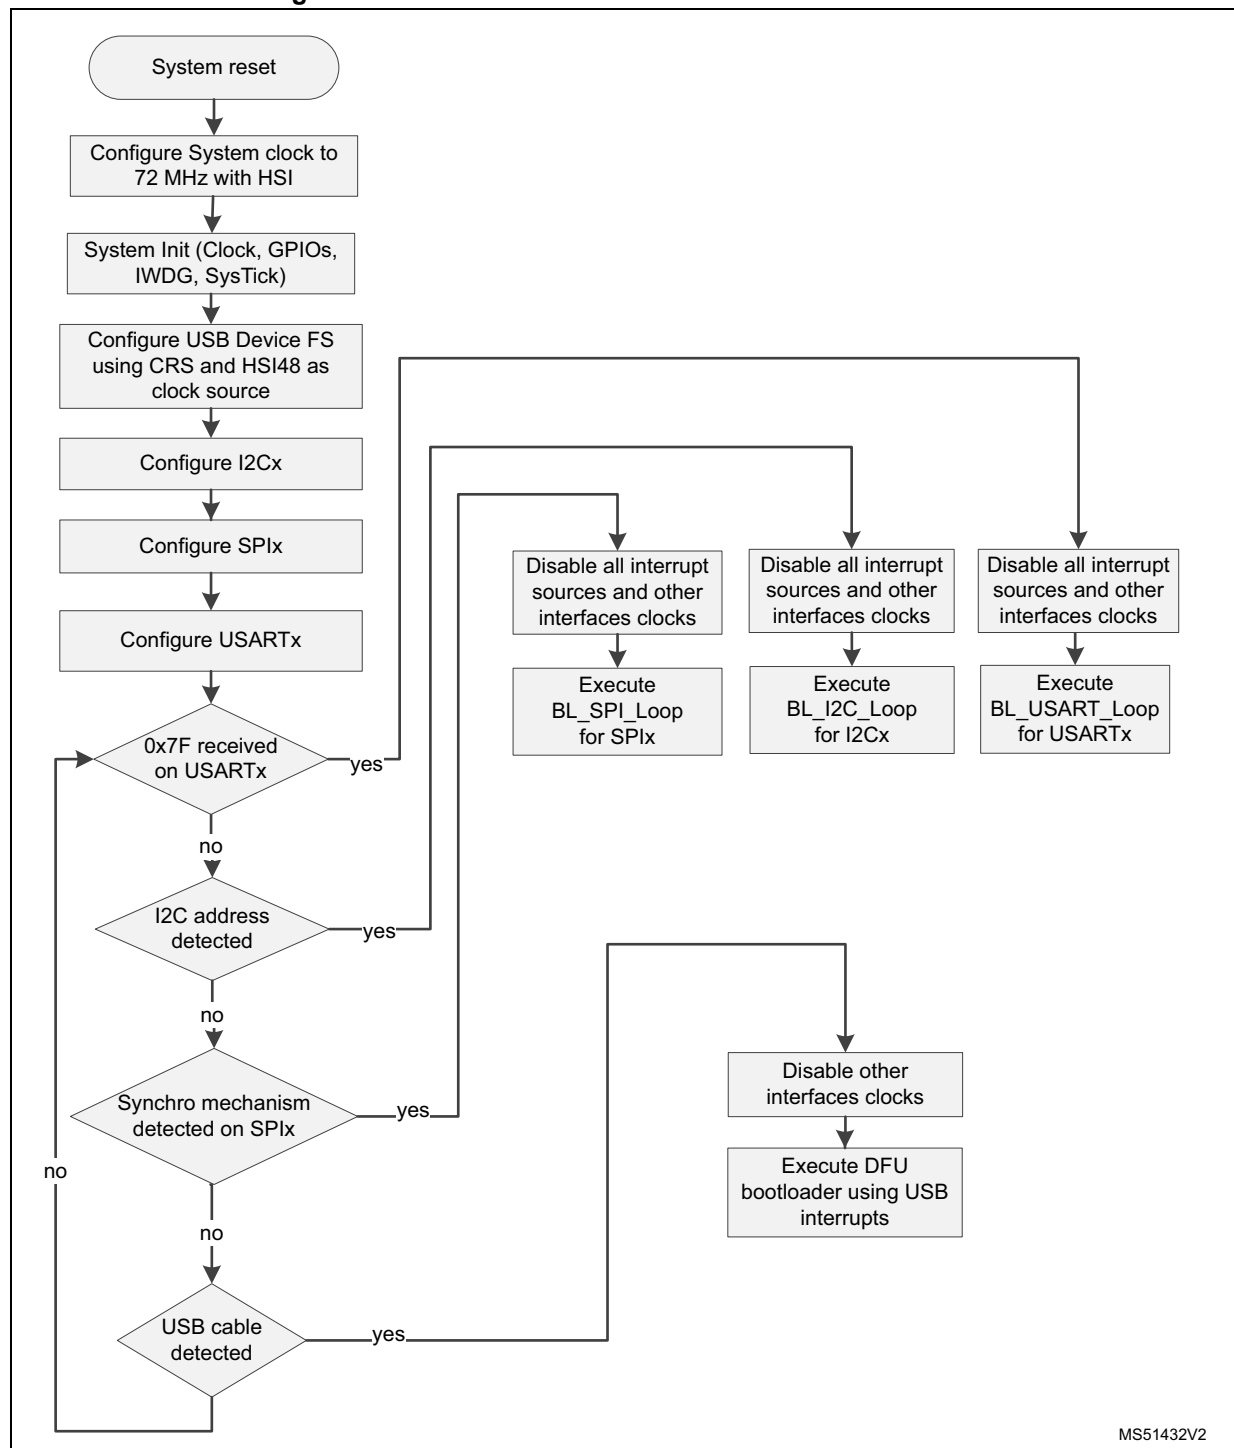 System reset
Configure System clock to
72 MHz with HSI
System Init (Clock, GPIOs,
IWDG, SysTick)
Configure USB Device FS
using CRS and HSI48 as
clock source
Configure I2Cx
Configure SPIx
Configure USARTx
0x7F received
on USARTx
yes
no
I2C address
detected
yes
no
Synchro mechanism
detected on SPIx
yes
no
no
USB cable
detected
yes
Disable all interrupt
sources and other
interfaces clocks
Execute
BL_SPI_Loop
for SPIx
Disable all interrupt
sources and other
interfaces clocks
Execute
BL_I2C_Loop
for I2Cx
Disable all interrupt
sources and other
interfaces clocks
Execute
BL_USART_Loop
for USARTx
Disable other
interfaces clocks
Execute DFU
bootloader using USB
interrupts
MS51432V2